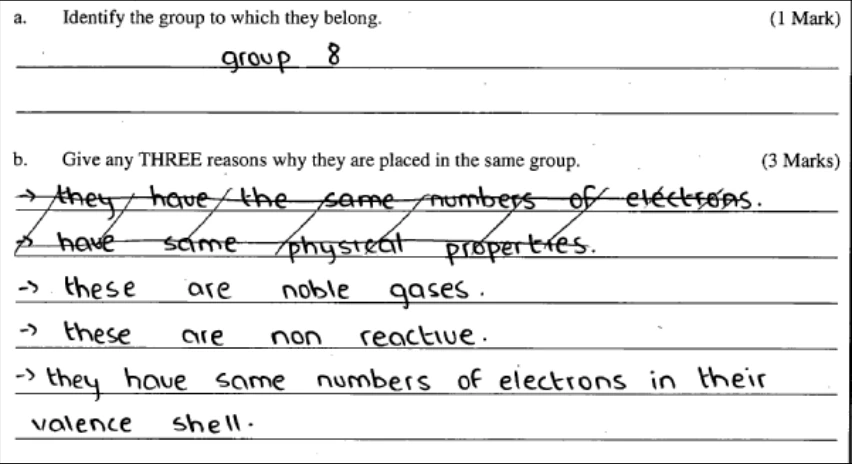 a. Identify the group to which they belong. (1 Mark)
group 8
b. Give any THREE reasons why they are placed in the same group. (3 Marks)
→ they have the same numbers of electrons.
→ have same physical properties.
→ these are noble gases.
→ these are non reactive.
→ they have same numbers of electrons in their
valence shell.